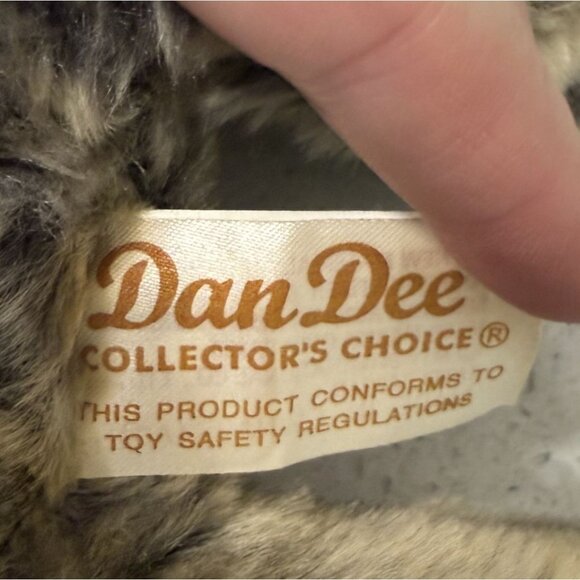 Dan Dee
COLLECTOR'S CHOICE®
THIS PRODUCT CONFORMS TO
TOY SAFETY REGULATIONS